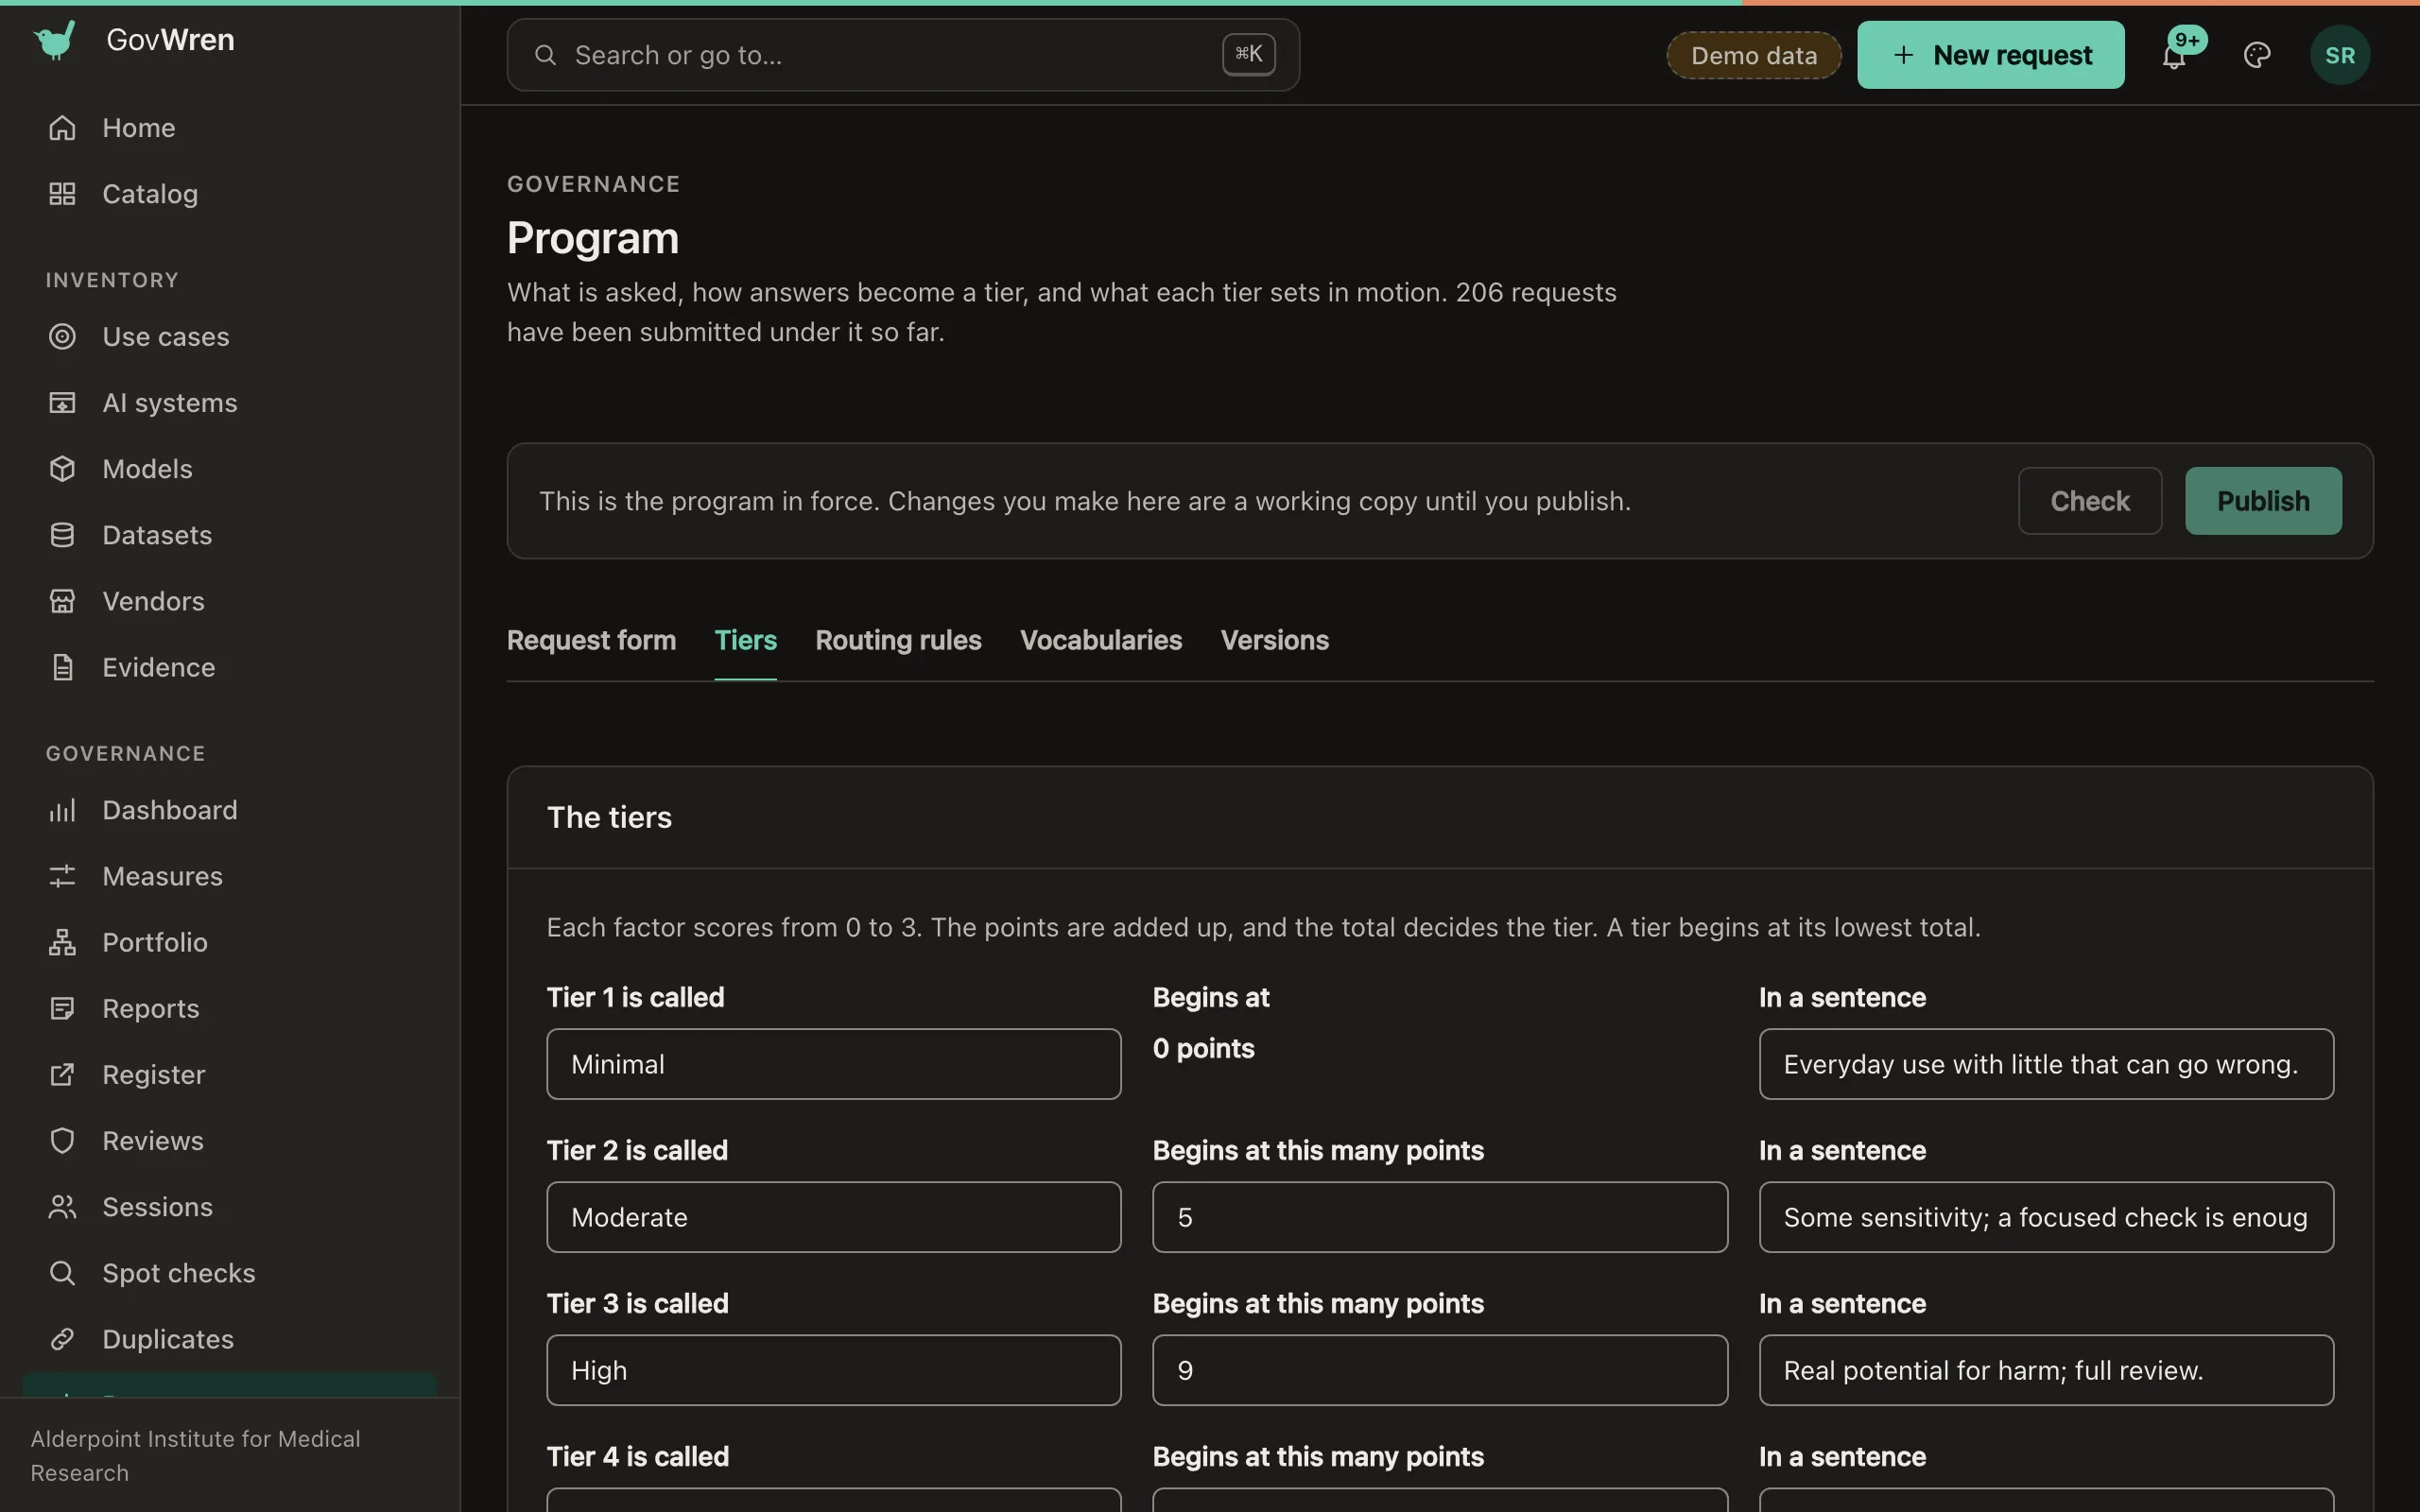 GovWren
Search or go to...
⌘K
Demo data
+ New request
9+
SR
Home
Catalog
INVENTORY
Use cases
AI systems
Models
Datasets
Vendors
Evidence
GOVERNANCE
Dashboard
Measures
Portfolio
Reports
Register
Reviews
Sessions
Spot checks
Duplicates
Alderpoint Institute for Medical
Research
GOVERNANCE
Program
What is asked, how answers become a tier, and what each tier sets in motion. 206 requests
have been submitted under it so far.
This is the program in force. Changes you make here are a working copy until you publish.
Check
Publish
Request form
Tiers
Routing rules
Vocabularies
Versions
The tiers
Each factor scores from 0 to 3. The points are added up, and the total decides the tier. A tier begins at its lowest total.
Tier 1 is called
Begins at
In a sentence
Minimal
0 points
Everyday use with little that can go wrong.
Tier 2 is called
Begins at this many points
In a sentence
Moderate
5
Some sensitivity; a focused check is enoug
Tier 3 is called
Begins at this many points
In a sentence
High
9
Real potential for harm; full review.
Tier 4 is called
Begins at this many points
In a sentence